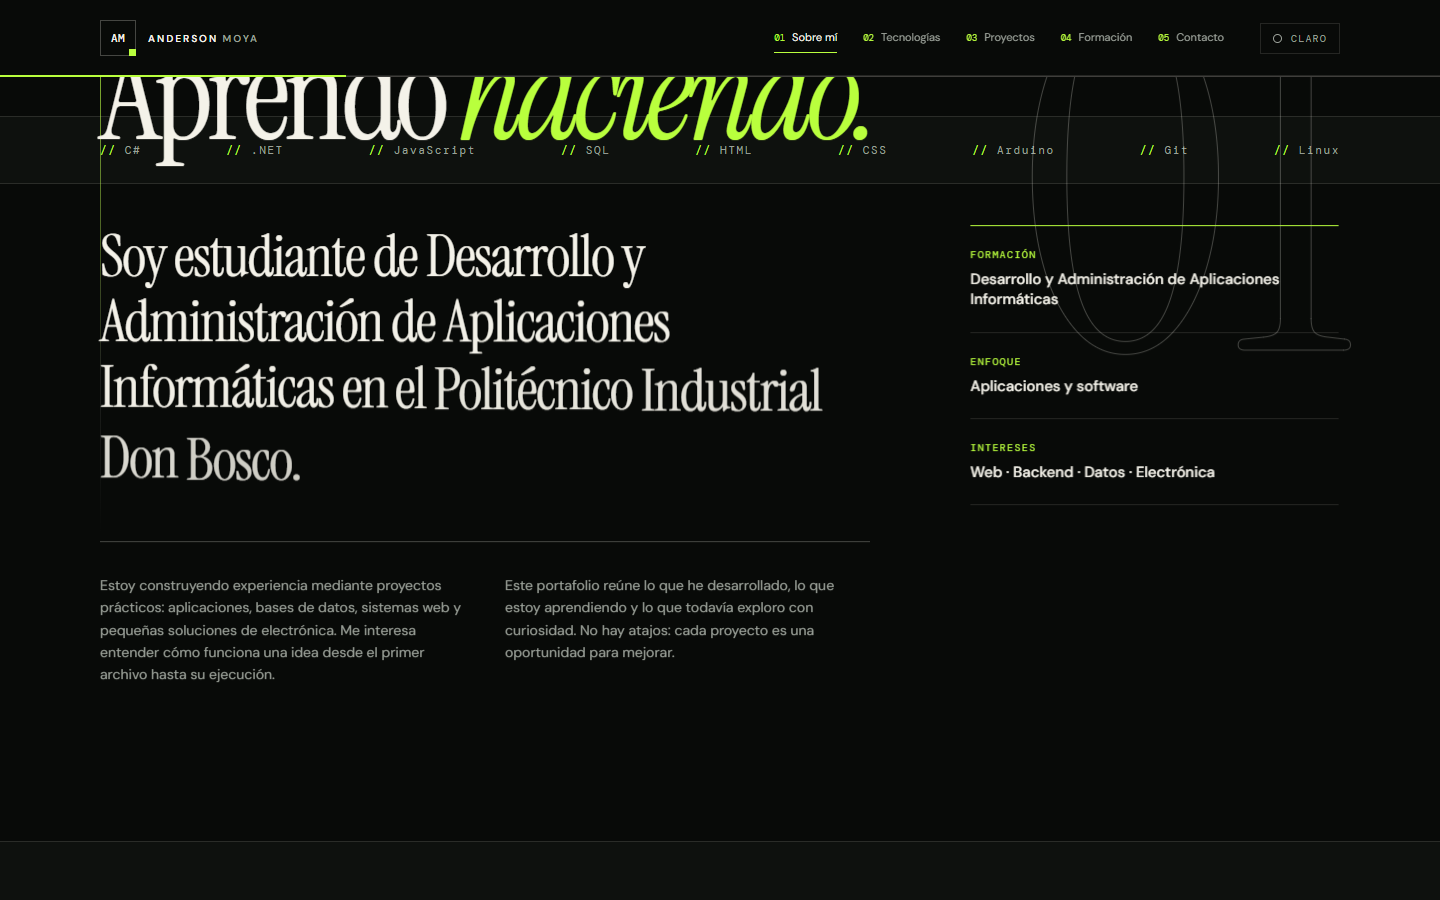 AM
ANDERSON MOYA
01 Sobre mí
02 Tecnologías
03 Proyectos
04 Formación
05 Contacto
CLARO
Aprendo haciendo.
// C# // .NET // JavaScript // SQL // HTML // CSS // Arduino // Git // Linux
01
Soy estudiante de Desarrollo y
Administración de Aplicaciones
Informáticas en el Politécnico Industrial
Don Bosco.
FORMACIÓN
Desarrollo y Administración de Aplicaciones
Informáticas
ENFOQUE
Aplicaciones y software
INTERESES
Web · Backend · Datos · Electrónica
Estoy construyendo experiencia mediante proyectos
prácticos: aplicaciones, bases de datos, sistemas web y
pequeñas soluciones de electrónica. Me interesa
entender cómo funciona una idea desde el primer
archivo hasta su ejecución.
Este portafolio reúne lo que he desarrollado, lo que
estoy aprendiendo y lo que todavía exploro con
curiosidad. No hay atajos: cada proyecto es una
oportunidad para mejorar.